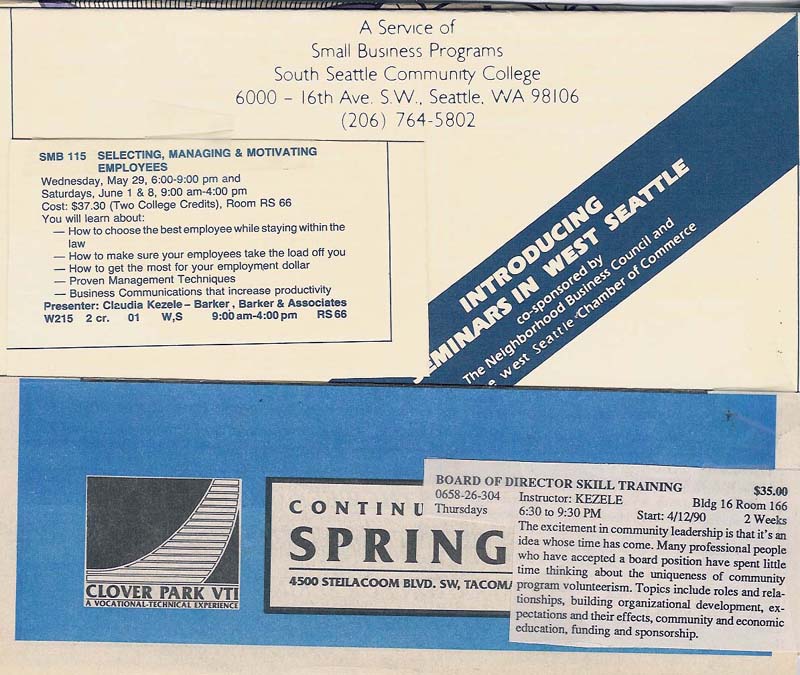 A Service of
Small Business Programs
South Seattle Community College
6000 – 16th Ave. S.W., Seattle, WA 98106
(206) 764-5802
SMB 115 SELECTING, MANAGING & MOTIVATING
EMPLOYEES
Wednesday, May 29, 6:00-9:00 pm and
Saturdays, June 1 & 8, 9:00 am-4:00 pm
Cost: $37.30 (Two College Credits), Room RS 66
You will learn about:
— How to choose the best employee while staying within the
law
— How to make sure your employees take the load off you
— How to get the most for your employment dollar
— Proven Management Techniques
— Business Communications that increase productivity
Presenter: Claudia Kezele – Barker, Barker & Associates
W215 2 cr. 01 W,S 9:00 am-4:00 pm RS 66
INTRODUCING
SEMINARS IN WEST SEATTLE
co-sponsored by
The Neighborhood Business Council and
e West Seattle Chamber of Commerce
CLOVER PARK VTI
A VOCATIONAL-TECHNICAL EXPERIENCE
CONTINU
SPRING
4500 STEILACOOM BLVD. SW, TACOMA
BOARD OF DIRECTOR SKILL TRAINING $35.00
0658-26-304 Instructor: KEZELE Bldg 16 Room 166
Thursdays 6:30 to 9:30 PM Start: 4/12/90 2 Weeks
The excitement in community leadership is that it's an
idea whose time has come. Many professional people
who have accepted a board position have spent little
time thinking about the uniqueness of community
program volunteerism. Topics include roles and rela-
tionships, building organizational development, ex-
pectations and their effects, community and economic
education, funding and sponsorship.